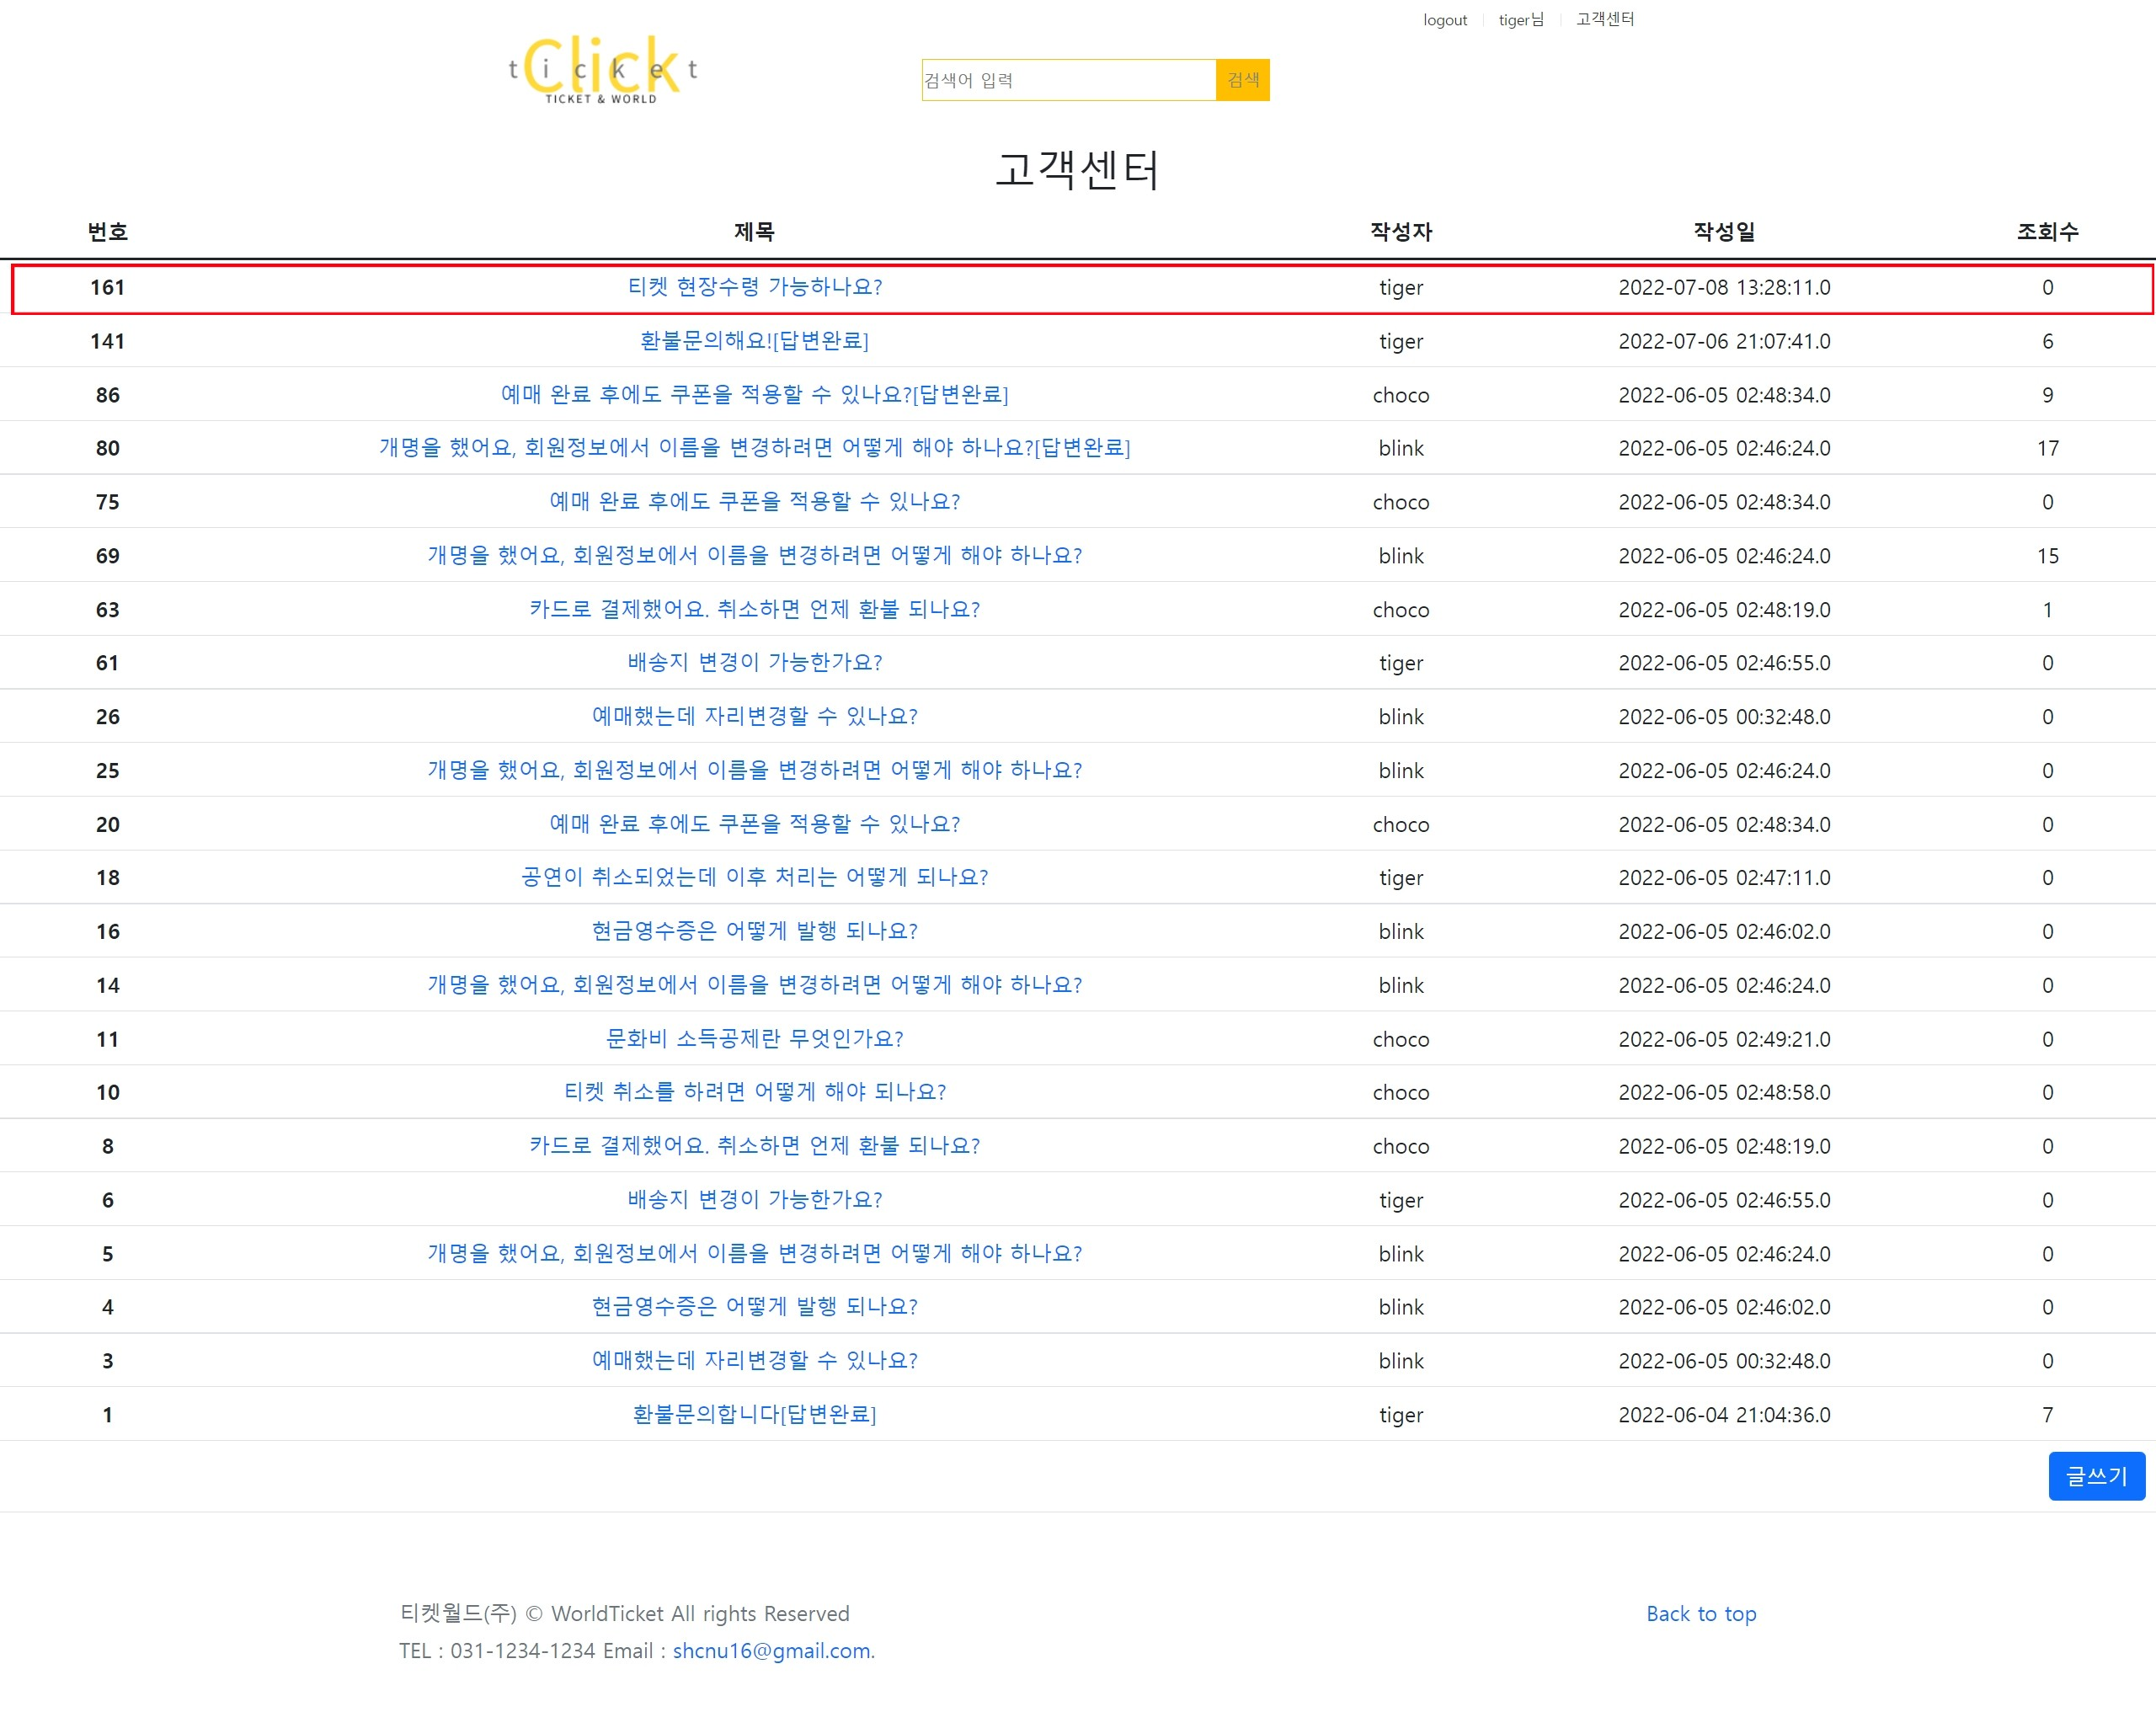 logout tiger님 고객센터
Click
ticket
TICKET & WORLD
검색어 입력 검색
고객센터
번호 제목 작성자 작성일 조회수
161 티켓 현장수령 가능하나요? tiger 2022-07-08 13:28:11.0 0
141 환불문의해요![답변완료] tiger 2022-07-06 21:07:41.0 6
86 예매 완료 후에도 쿠폰을 적용할 수 있나요?[답변완료] choco 2022-06-05 02:48:34.0 9
80 개명을 했어요, 회원정보에서 이름을 변경하려면 어떻게 해야 하나요?[답변완료] blink 2022-06-05 02:46:24.0 17
75 예매 완료 후에도 쿠폰을 적용할 수 있나요? choco 2022-06-05 02:48:34.0 0
69 개명을 했어요, 회원정보에서 이름을 변경하려면 어떻게 해야 하나요? blink 2022-06-05 02:46:24.0 15
63 카드로 결제했어요. 취소하면 언제 환불 되나요? choco 2022-06-05 02:48:19.0 1
61 배송지 변경이 가능한가요? tiger 2022-06-05 02:46:55.0 0
26 예매했는데 자리변경할 수 있나요? blink 2022-06-05 00:32:48.0 0
25 개명을 했어요, 회원정보에서 이름을 변경하려면 어떻게 해야 하나요? blink 2022-06-05 02:46:24.0 0
20 예매 완료 후에도 쿠폰을 적용할 수 있나요? choco 2022-06-05 02:48:34.0 0
18 공연이 취소되었는데 이후 처리는 어떻게 되나요? tiger 2022-06-05 02:47:11.0 0
16 현금영수증은 어떻게 발행 되나요? blink 2022-06-05 02:46:02.0 0
14 개명을 했어요, 회원정보에서 이름을 변경하려면 어떻게 해야 하나요? blink 2022-06-05 02:46:24.0 0
11 문화비 소득공제란 무엇인가요? choco 2022-06-05 02:49:21.0 0
10 티켓 취소를 하려면 어떻게 해야 되나요? choco 2022-06-05 02:48:58.0 0
8 카드로 결제했어요. 취소하면 언제 환불 되나요? choco 2022-06-05 02:48:19.0 0
6 배송지 변경이 가능한가요? tiger 2022-06-05 02:46:55.0 0
5 개명을 했어요, 회원정보에서 이름을 변경하려면 어떻게 해야 하나요? blink 2022-06-05 02:46:24.0 0
4 현금영수증은 어떻게 발행 되나요? blink 2022-06-05 02:46:02.0 0
3 예매했는데 자리변경할 수 있나요? blink 2022-06-05 00:32:48.0 0
1 환불문의합니다[답변완료] tiger 2022-06-04 21:04:36.0 7
글쓰기
티켓월드(주) © WorldTicket All rights Reserved Back to top
TEL : 031-1234-1234 Email : shcnu16@gmail.com.